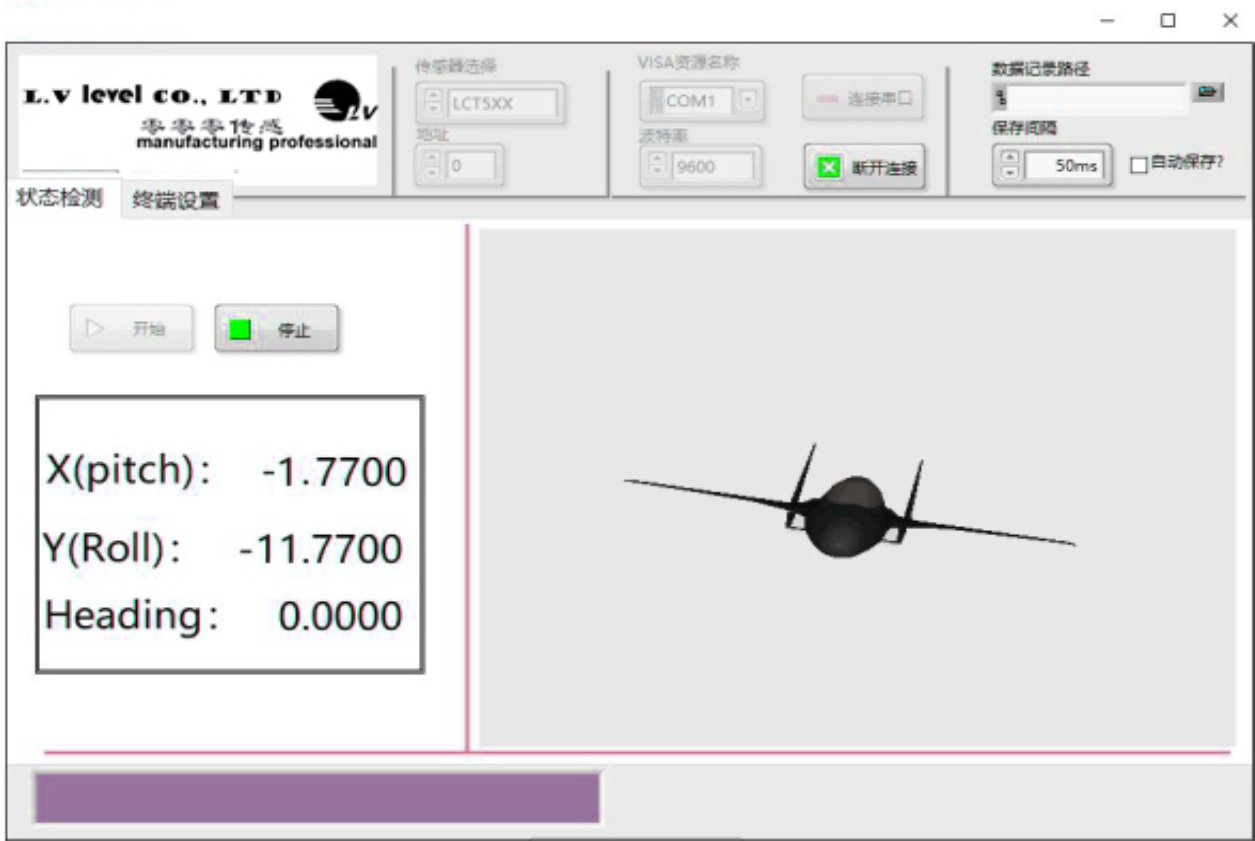 L.V level CO., LTD
零零零传感
manufacturing professional
LV
传感器选择
LCT5XX
地址
0
VISA资源名称
COM1
波特率
9600
连接串口
断开连接
数据记录路径
保存间隔
50ms
自动保存?
状态检测
终端设置
开始
停止
X(pitch): -1.7700
Y(Roll): -11.7700
Heading: 0.0000